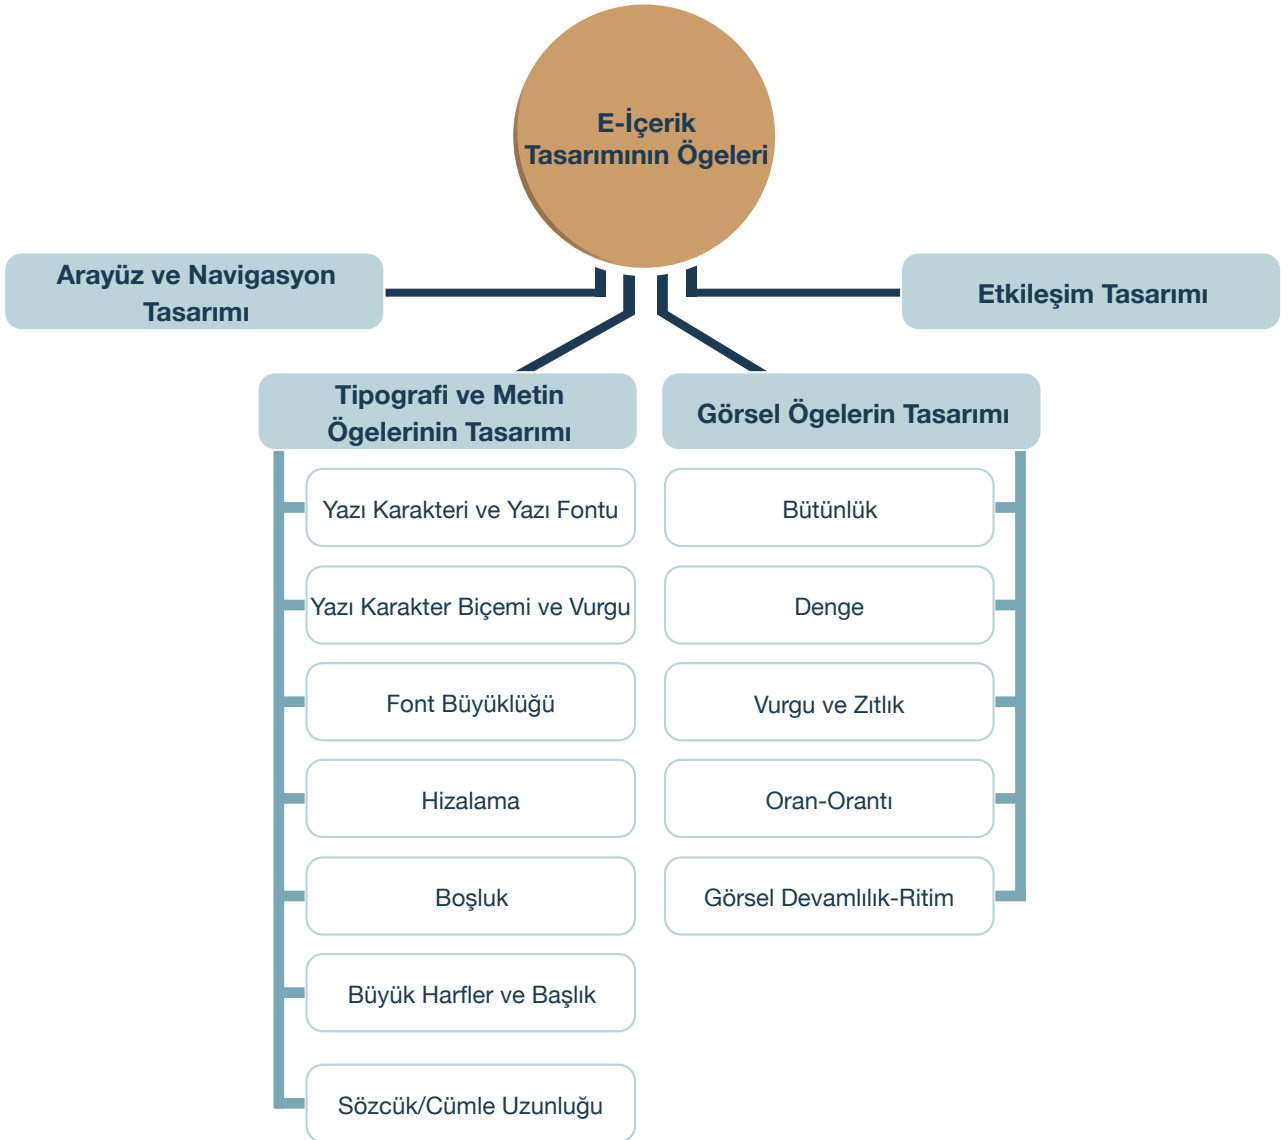 E-İçerik
Tasarımının Ögeleri
Arayüz ve Navigasyon
Tasarımı
Etkileşim Tasarımı
Tipografi ve Metin
Ögelerinin Tasarımı
Yazı Karakteri ve Yazı Fontu
Yazı Karakter Biçemi ve Vurgu
Font Büyüklüğü
Hizalama
Boşluk
Büyük Harfler ve Başlık
Sözcük/Cümle Uzunluğu
Görsel Ögelerin Tasarımı
Bütünlük
Denge
Vurgu ve Zıtlık
Oran-Orantı
Görsel Devamlılık-Ritim